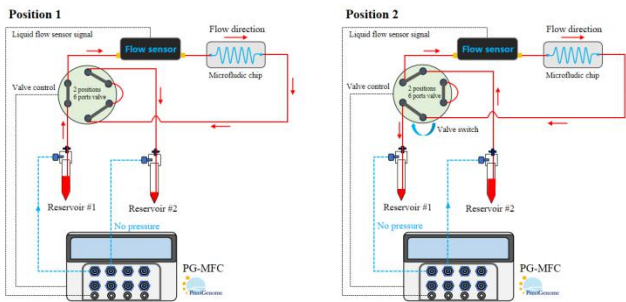 Position 1
Flow direction
Liquid flow sensor signal
Flow sensor
Microfludic chip
Valve control
2 positions
6 ports valve
Reservoir #1
Reservoir #2
No pressure
PG-MFC
PreciGenome
Position 2
Flow direction
Liquid flow sensor signal
Flow sensor
Microfludic chip
Valve control
2 positions
6 ports valve
Valve switch
Reservoir #1
Reservoir #2
No pressure
PG-MFC
PreciGenome